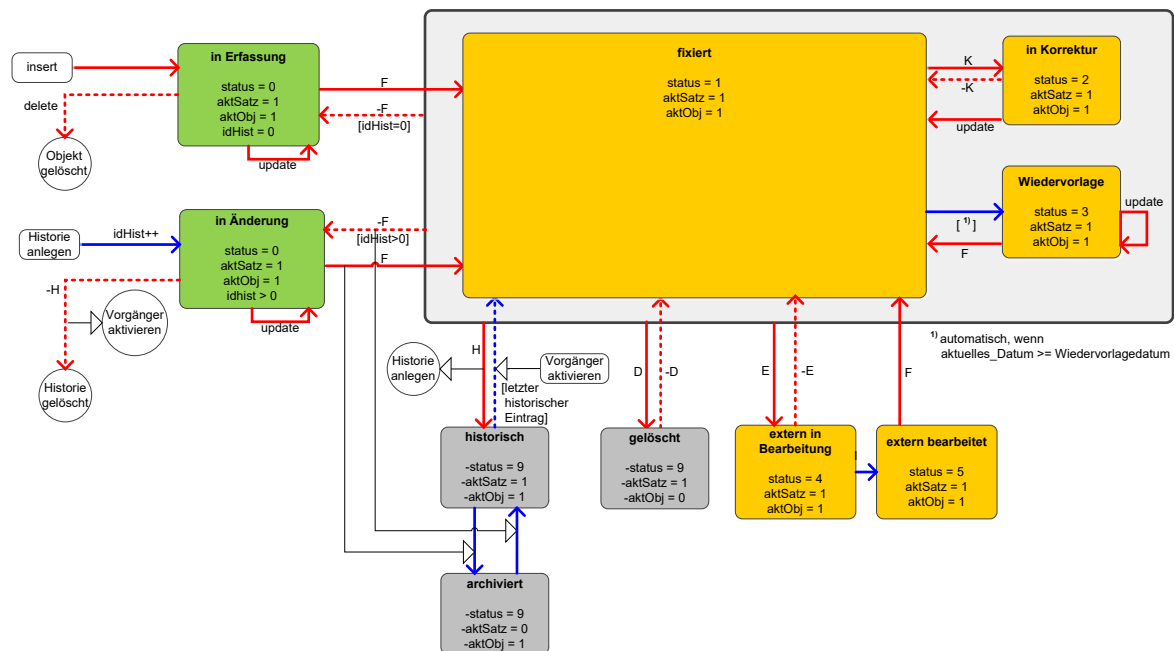 insert
delete
Objekt
gelöscht
in Erfassung
status = 0
aktSatz = 1
aktObj = 1
idHist = 0
update
F
-F
[idHist=0]
fixiert
status = 1
aktSatz = 1
aktObj = 1
K
-K
update
in Korrektur
status = 2
aktSatz = 1
aktObj = 1
Wiedervorlage
status = 3
aktSatz = 1
aktObj = 1
update
[ ¹⁾ ]
F
Historie
anlegen
idHist++
-H
Vorgänger
aktivieren
Historie
gelöscht
in Änderung
status = 0
aktSatz = 1
aktObj = 1
idhist > 0
update
-F
[idHist>0]
F
¹⁾ automatisch, wenn
aktuelles_Datum >= Wiedervorlagedatum
Historie
anlegen
H
Vorgänger
aktivieren
[letzter
historischer
Eintrag]
D
-D
E
-E
F
historisch
-status = 9
-aktSatz = 1
-aktObj = 1
gelöscht
-status = 9
-aktSatz = 1
-aktObj = 0
extern in
Bearbeitung
status = 4
aktSatz = 1
aktObj = 1
I
extern bearbeitet
status = 5
aktSatz = 1
aktObj = 1
archiviert
-status = 9
-aktSatz = 0
-aktObj = 1